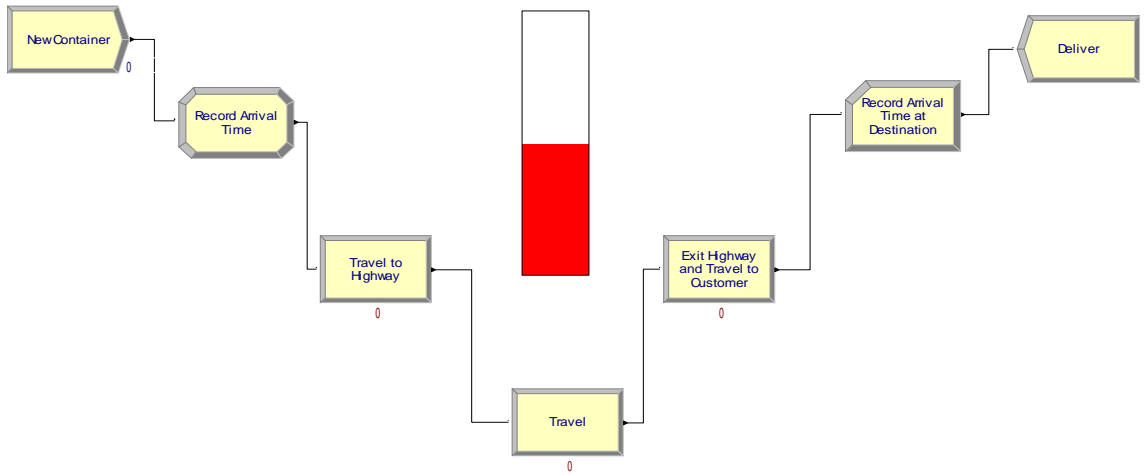 NewContainer
0
Record Arrival
Time
Travel to
Highway
0
Travel
0
Exit Highway
and Travel to
Customer
0
Record Arrival
Time at
Destination
Deliver